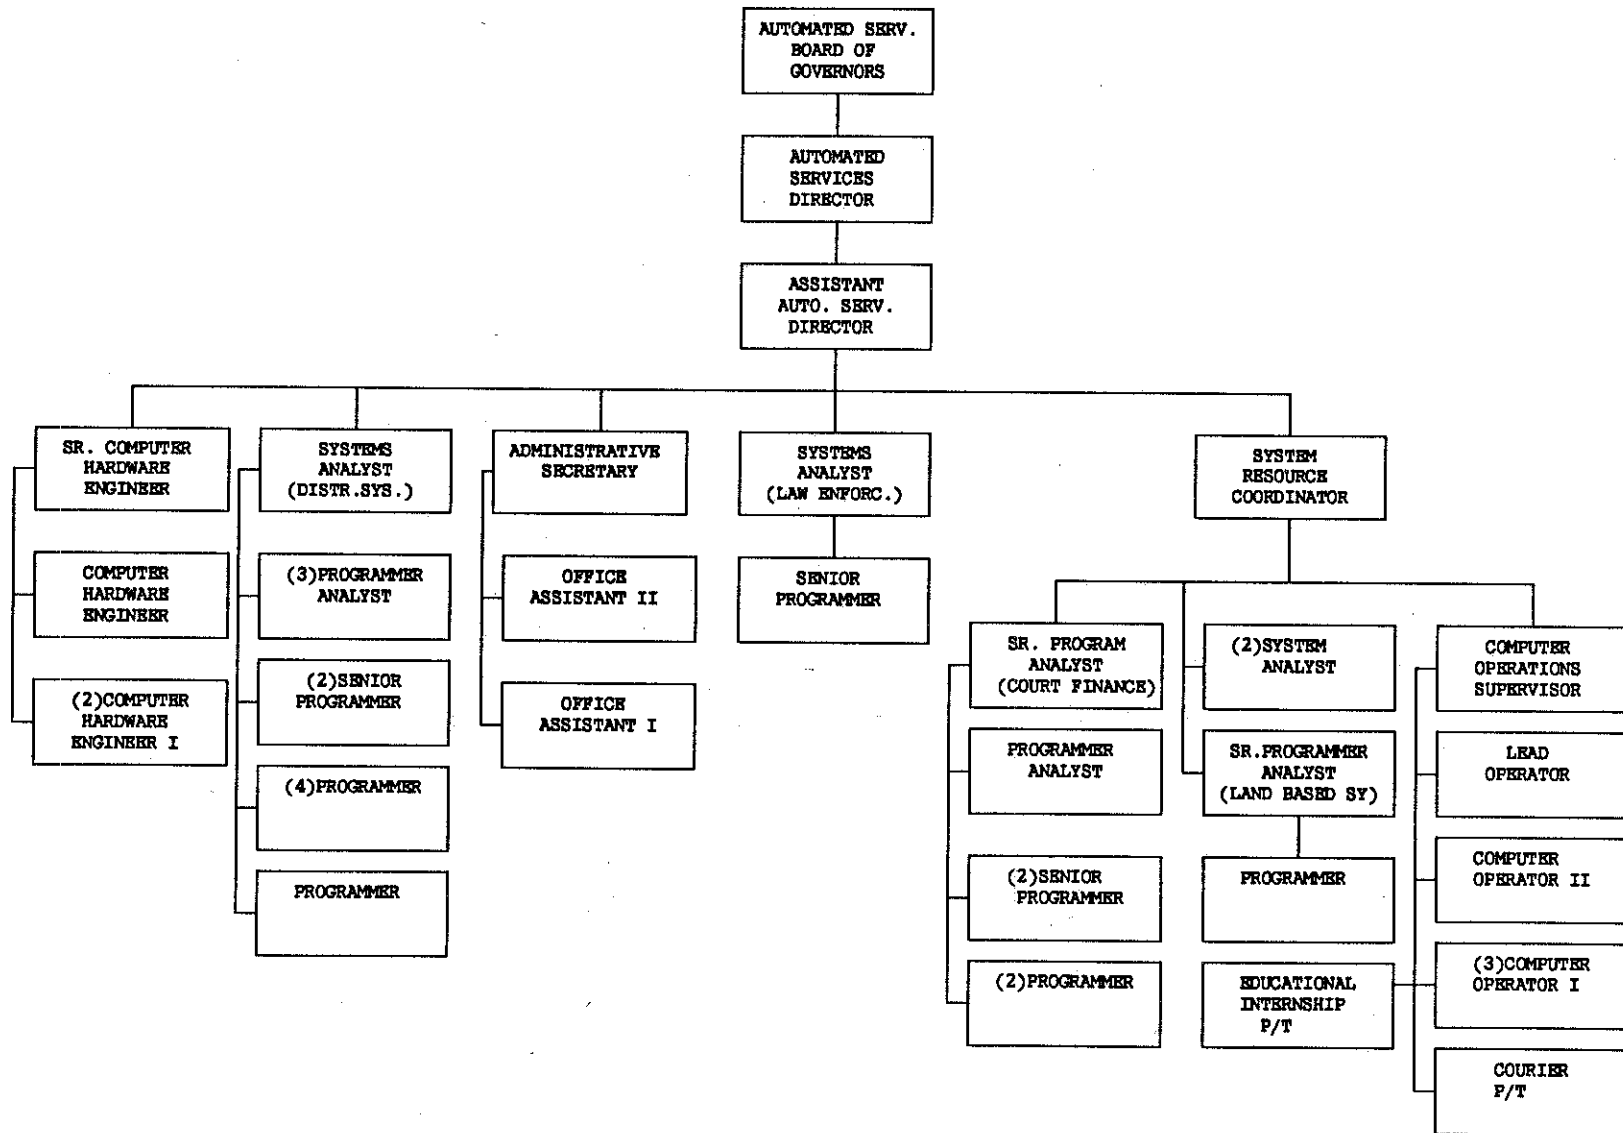 AUTOMATED SERV.
BOARD OF
GOVERNORS
AUTOMATED
SERVICES
DIRECTOR
ASSISTANT
AUTO. SERV.
DIRECTOR
SR. COMPUTER
HARDWARE
ENGINEER
COMPUTER
HARDWARE
ENGINEER
(2)COMPUTER
HARDWARE
ENGINEER I
SYSTEMS
ANALYST
(DISTR.SYS.)
(3)PROGRAMMER
ANALYST
(2)SENIOR
PROGRAMMER
(4)PROGRAMMER
PROGRAMMER
ADMINISTRATIVE
SECRETARY
OFFICE
ASSISTANT II
OFFICE
ASSISTANT I
SYSTEMS
ANALYST
(LAW ENFORC.)
SENIOR
PROGRAMMER
SYSTEM
RESOURCE
COORDINATOR
SR. PROGRAM
ANALYST
(COURT FINANCE)
PROGRAMMER
ANALYST
(2)SENIOR
PROGRAMMER
(2)PROGRAMMER
(2)SYSTEM
ANALYST
SR.PROGRAMMER
ANALYST
(LAND BASED SY)
PROGRAMMER
EDUCATIONAL
INTERNSHIP
P/T
COMPUTER
OPERATIONS
SUPERVISOR
LEAD
OPERATOR
COMPUTER
OPERATOR II
(3)COMPUTER
OPERATOR I
COURIER
P/T